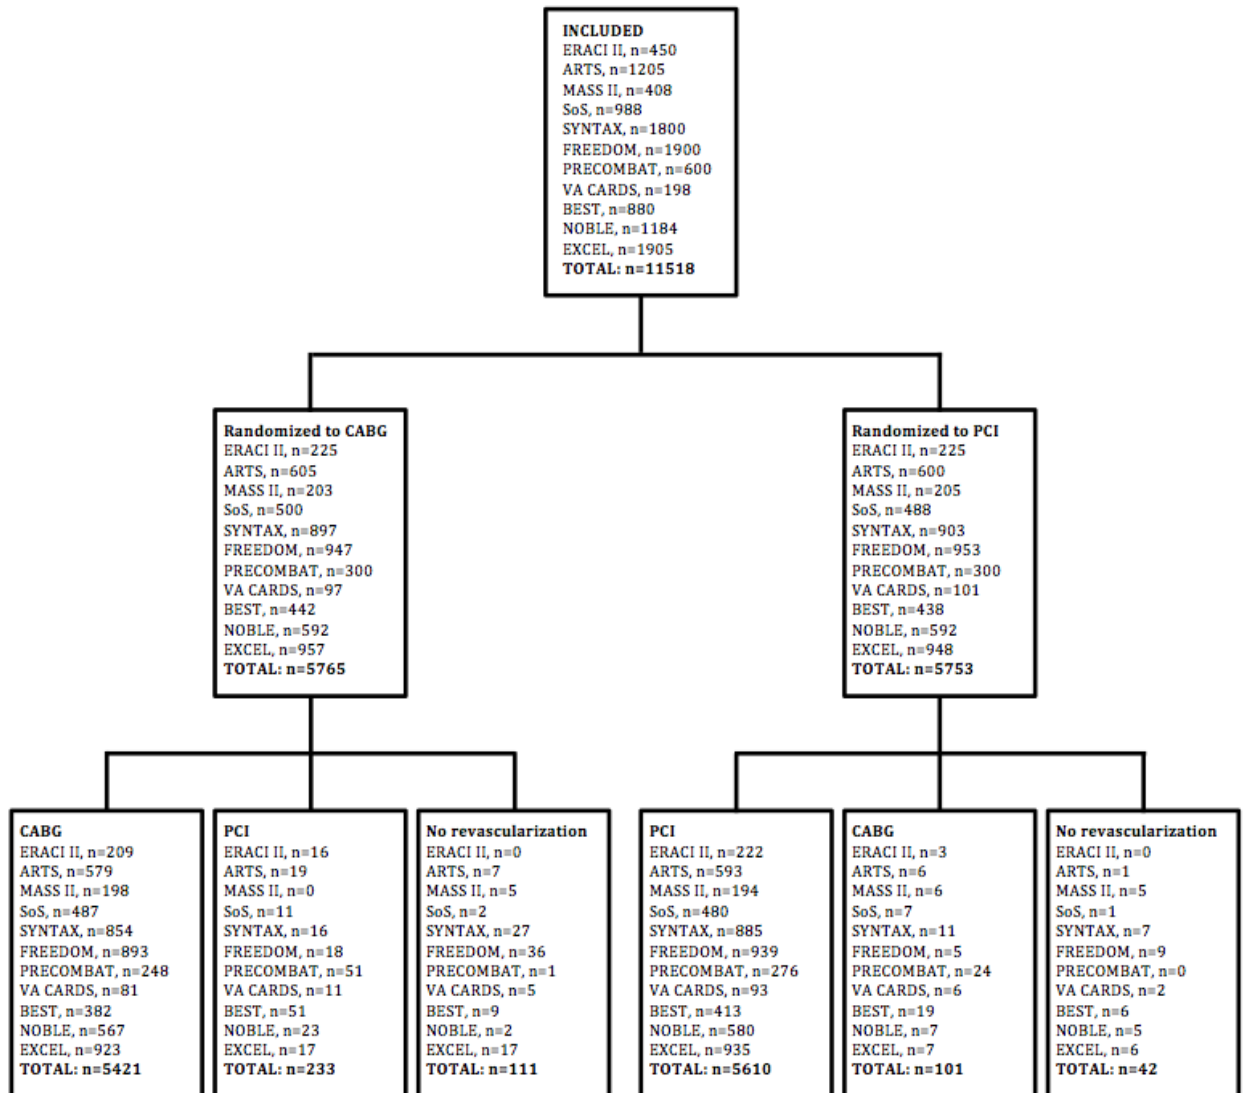 INCLUDED
ERACI II, n=450
ARTS, n=1205
MASS II, n=408
SoS, n=988
SYNTAX, n=1800
FREEDOM, n=1900
PRECOMBAT, n=600
VA CARDS, n=198
BEST, n=880
NOBLE, n=1184
EXCEL, n=1905
TOTAL: n=11518
Randomized to CABG
ERACI II, n=225
ARTS, n=605
MASS II, n=203
SoS, n=500
SYNTAX, n=897
FREEDOM, n=947
PRECOMBAT, n=300
VA CARDS, n=97
BEST, n=442
NOBLE, n=592
EXCEL, n=957
TOTAL: n=5765
Randomized to PCI
ERACI II, n=225
ARTS, n=600
MASS II, n=205
SoS, n=488
SYNTAX, n=903
FREEDOM, n=953
PRECOMBAT, n=300
VA CARDS, n=101
BEST, n=438
NOBLE, n=592
EXCEL, n=948
TOTAL: n=5753
CABG
ERACI II, n=209
ARTS, n=579
MASS II, n=198
SoS, n=487
SYNTAX, n=854
FREEDOM, n=893
PRECOMBAT, n=248
VA CARDS, n=81
BEST, n=382
NOBLE, n=567
EXCEL, n=923
TOTAL: n=5421
PCI
ERACI II, n=16
ARTS, n=19
MASS II, n=0
SoS, n=11
SYNTAX, n=16
FREEDOM, n=18
PRECOMBAT, n=51
VA CARDS, n=11
BEST, n=51
NOBLE, n=23
EXCEL, n=17
TOTAL: n=233
No revascularization
ERACI II, n=0
ARTS, n=7
MASS II, n=5
SoS, n=2
SYNTAX, n=27
FREEDOM, n=36
PRECOMBAT, n=1
VA CARDS, n=5
BEST, n=9
NOBLE, n=2
EXCEL, n=17
TOTAL: n=111
PCI
ERACI II, n=222
ARTS, n=593
MASS II, n=194
SoS, n=480
SYNTAX, n=885
FREEDOM, n=939
PRECOMBAT, n=276
VA CARDS, n=93
BEST, n=413
NOBLE, n=580
EXCEL, n=935
TOTAL: n=5610
CABG
ERACI II, n=3
ARTS, n=6
MASS II, n=6
SoS, n=7
SYNTAX, n=11
FREEDOM, n=5
PRECOMBAT, n=24
VA CARDS, n=6
BEST, n=19
NOBLE, n=7
EXCEL, n=7
TOTAL: n=101
No revascularization
ERACI II, n=0
ARTS, n=1
MASS II, n=5
SoS, n=1
SYNTAX, n=7
FREEDOM, n=9
PRECOMBAT, n=0
VA CARDS, n=2
BEST, n=6
NOBLE, n=5
EXCEL, n=6
TOTAL: n=42